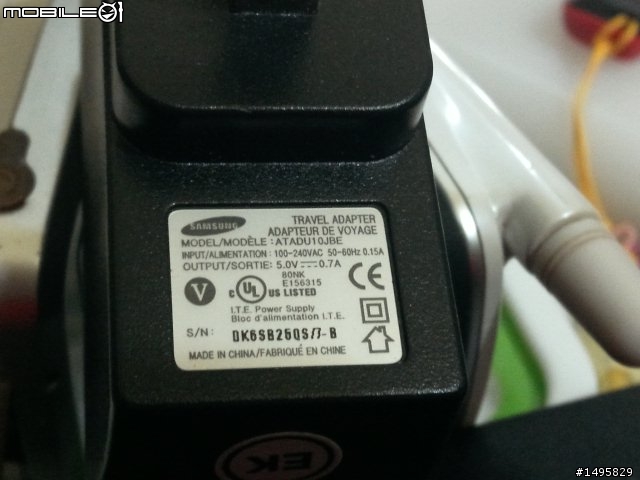 MOBILE01
SAMSUNG
TRAVEL ADAPTER
ADAPTEUR DE VOYAGE
MODEL/MODÈLE :ATADU10JBE
INPUT/ALIMENTATION : 100-240VAC 50-60Hz 0.15A
OUTPUT/SORTIE: 5.0V⎓0.7A
80NK
E156315
V
c UL US LISTED
CE
I.T.E. Power Supply
Bloc d'alimentation I.T.E.
S/N :
MADE IN CHINA/FABRIQUÉ EN CHINE
EK
#1495829